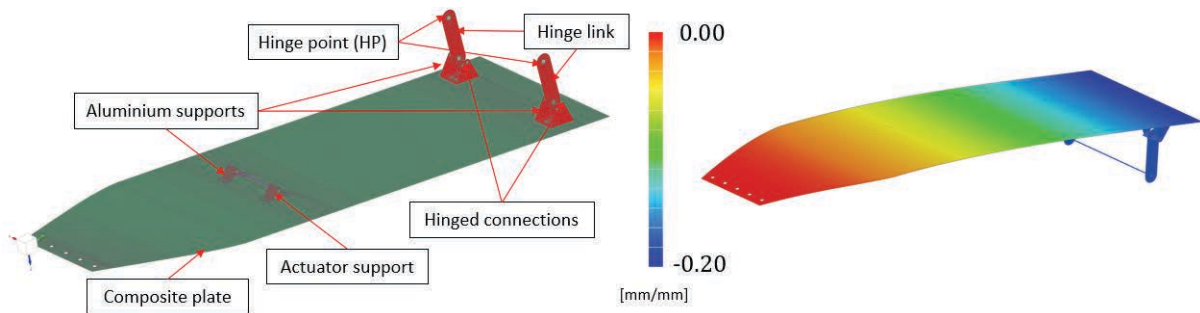 Hinge point (HP)
Hinge link
Aluminium supports
Hinged connections
Actuator support
Composite plate
0.00
-0.20
[mm/mm]